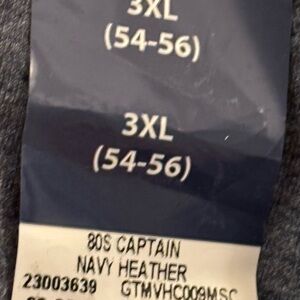 3XL
(54-56)
3XL
(54-56)
80S CAPTAIN
NAVY HEATHER
23003639 GTMVHC009MSC